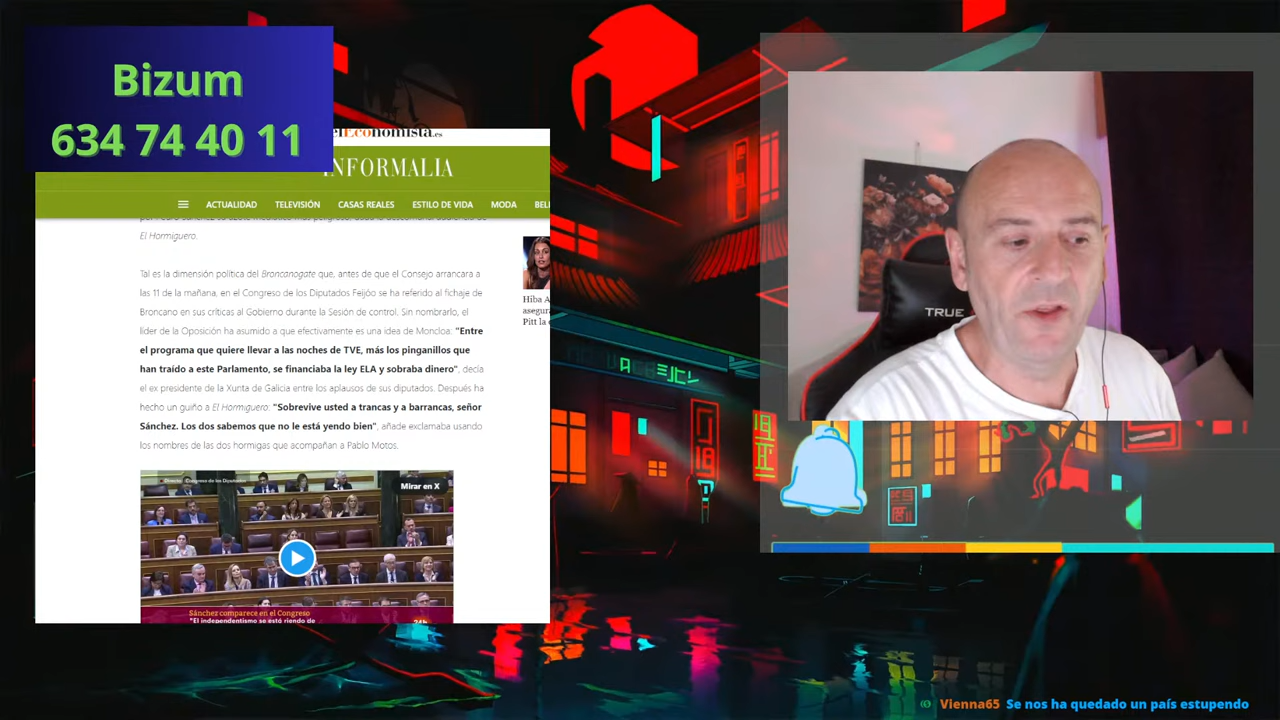 Bizum
634 74 40 11
elEconomista.es
INFORMALIA
ACTUALIDAD TELEVISIÓN CASAS REALES ESTILO DE VIDA MODA BELL
El Hormiguero.
Tal es la dimensión política del Broncanogate que, antes de que el Consejo arrancara a
las 11 de la mañana, en el Congreso de los Diputados Feijóo se ha referido al fichaje de
Broncano en sus críticas al Gobierno durante la Sesión de control. Sin nombrarlo, el
líder de la Oposición ha asumido a que efectivamente es una idea de Moncloa: "Entre
el programa que quiere llevar a las noches de TVE, más los pinganillos que
han traído a este Parlamento, se financiaba la ley ELA y sobraba dinero", decía
el ex presidente de la Xunta de Galicia entre los aplausos de sus diputados. Después ha
hecho un guiño a El Hormiguero: "Sobrevive usted a trancas y a barrancas, señor
Sánchez. Los dos sabemos que no le está yendo bien", añade exclamaba usando
los nombres de las dos hormigas que acompañan a Pablo Motos.
Hiba A
asegura
Pitt la
Directo Congreso de los Diputados
Mirar en X
Sánchez comparece en el Congreso
"El independentismo se está riendo de
24h
TRUE
Vienna65 Se nos ha quedado un país estupendo